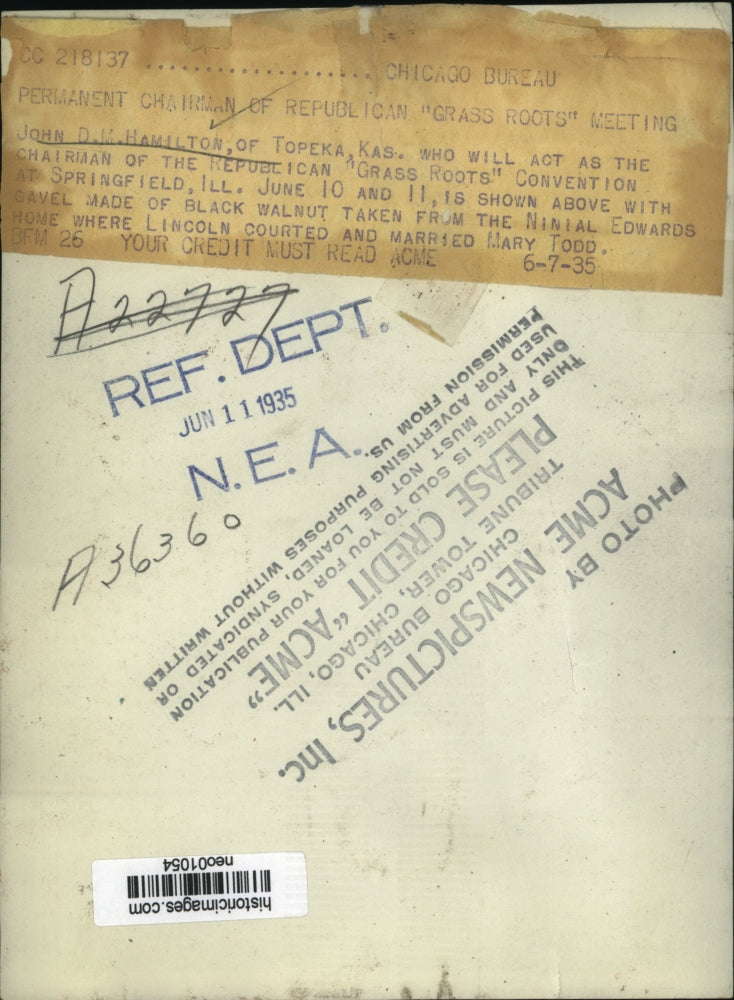 CC 218137 .................... CHICAGO BUREAU
PERMANENT CHAIRMAN OF REPUBLICAN "GRASS ROOTS" MEETING
JOHN D.M.HAMILTON, OF TOPEKA, KAS. WHO WILL ACT AS THE
CHAIRMAN OF THE REPUBLICAN "GRASS ROOTS" CONVENTION
AT SPRINGFIELD, ILL. JUNE 10 AND 11, IS SHOWN ABOVE WITH
GAVEL MADE OF BLACK WALNUT TAKEN FROM THE NINIAL EDWARDS
HOME WHERE LINCOLN COURTED AND MARRIED MARY TODD.
BFM 26 YOUR CREDIT MUST READ ACME 6-7-35
A22727
REF. DEPT.
JUN 11 1935
N.E.A.
A36360
PHOTO BY
ACME NEWSPICTURES, Inc.
CHICAGO BUREAU
TRIBUNE TOWER, CHICAGO, ILL.
PLEASE CREDIT "ACME"
THIS PICTURE IS SOLD TO YOU FOR YOUR PUBLICATION
ONLY AND MUST NOT BE LOANED, SYNDICATED OR
USED FOR ADVERTISING PURPOSES WITHOUT WRITTEN
PERMISSION FROM US.
historicimages.com
neo01054